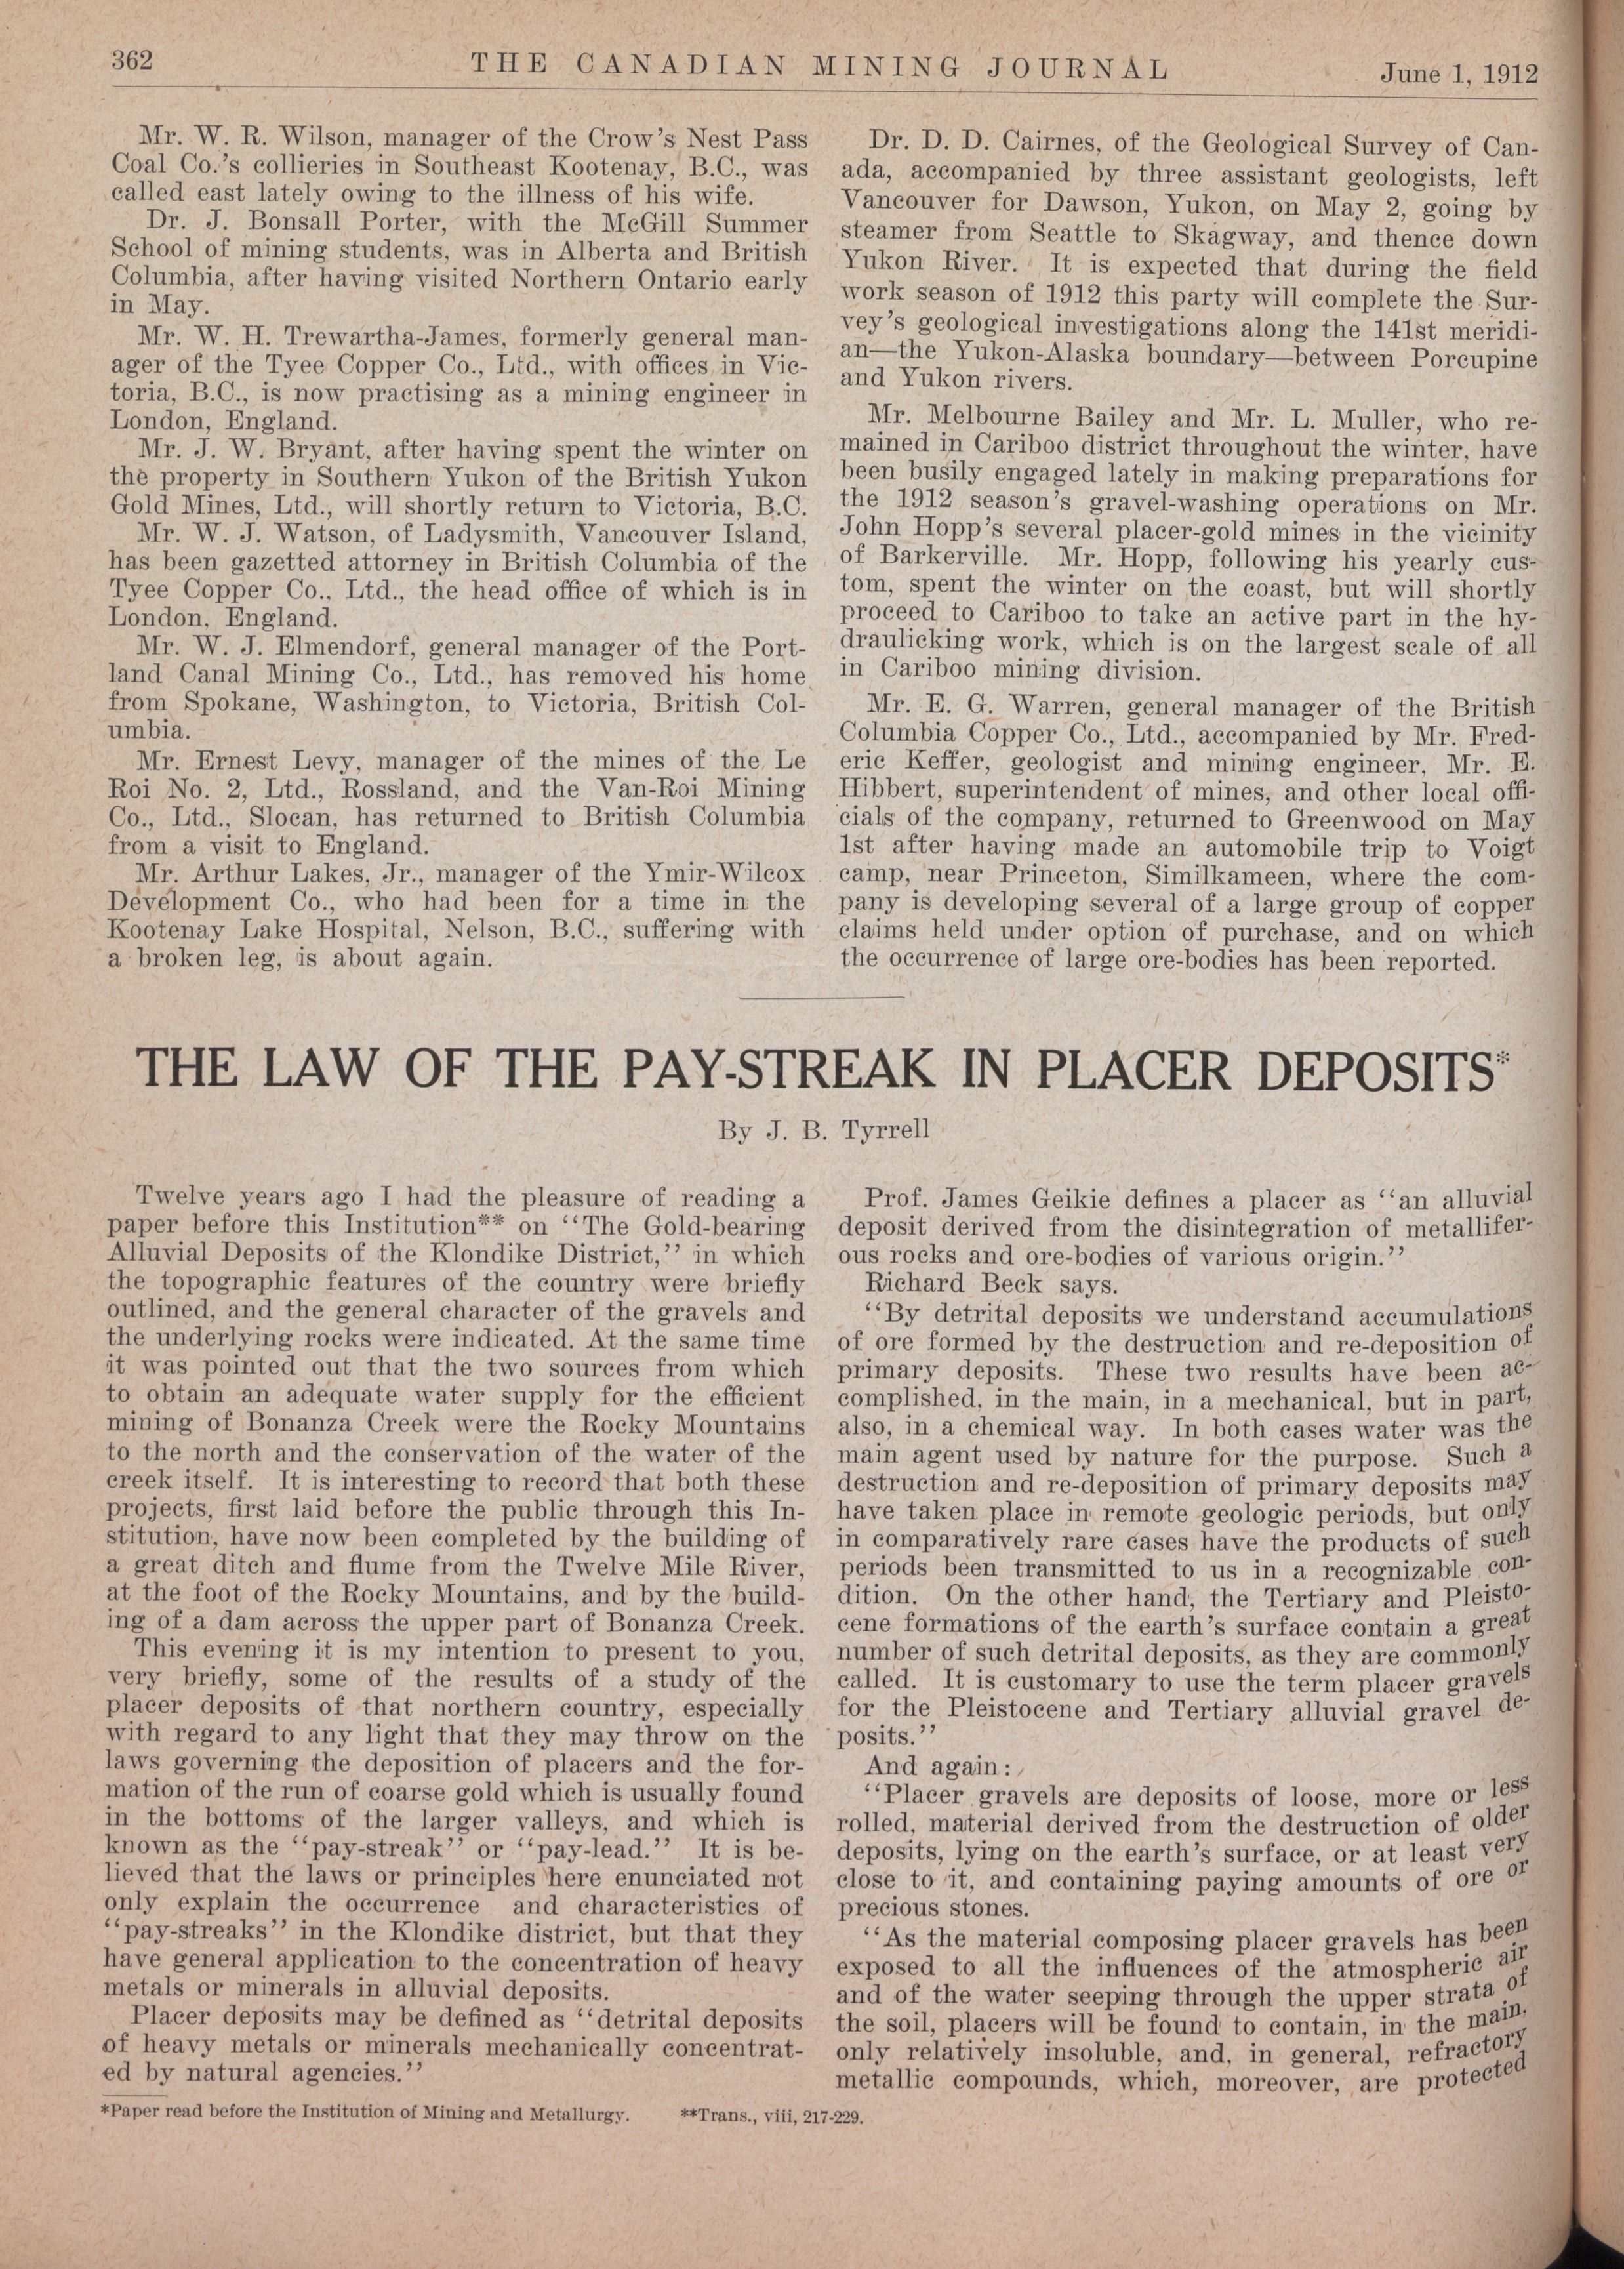 362
THE CANADIAN MINING JOURNAL
June 1, 1912
Mr. W. R. Wilson, manager of the Crow's Nest Pass
Coal Co.'s collieries in Southeast Kootenay, B.C., was
called east lately owing to the illness of his wife.
Dr. J. Bonsall Porter, with the McGill Summer
School of mining students, was in Alberta and British
Columbia, after having visited Northern Ontario early
in May.
Mr. W. H. Trewartha-James, formerly general man-
ager of the Tyee Copper Co., Ltd., with offices in Vic-
toria, B.C., is now practising as a mining engineer in
London, England.
Mr. J. W. Bryant, after having spent the winter on
the property in Southern Yukon of the British Yukon
Gold Mines, Ltd., will shortly return to Victoria, B.C.
Mr. W. J. Watson, of Ladysmith, Vancouver Island,
has been gazetted attorney in British Columbia of the
Tyee Copper Co., Ltd., the head office of which is in
London, England.
Mr. W. J. Elmendorf, general manager of the Port-
land Canal Mining Co., Ltd., has removed his home
from Spokane, Washington, to Victoria, British Col-
umbia.
Mr. Ernest Levy, manager of the mines of the Le
Roi No. 2, Ltd., Rossland, and the Van-Roi Mining
Co., Ltd., Slocan, has returned to British Columbia
from a visit to England.
Mr. Arthur Lakes, Jr., manager of the Ymir-Wilcox
Development Co., who had been for a time in the
Kootenay Lake Hospital, Nelson, B.C., suffering with
a broken leg, is about again.
Dr. D. D. Cairnes, of the Geological Survey of Can-
ada, accompanied by three assistant geologists, left
Vancouver for Dawson, Yukon, on May 2, going by
steamer from Seattle to Skagway, and thence down
Yukon River. It is expected that during the field
work season of 1912 this party will complete the Sur-
vey's geological investigations along the 141st meridi-
an—the Yukon-Alaska boundary—between Porcupine
and Yukon rivers.
Mr. Melbourne Bailey and Mr. L. Muller, who re-
mained in Cariboo district throughout the winter, have
been busily engaged lately in making preparations for
the 1912 season's gravel-washing operations on Mr.
John Hopp's several placer-gold mines in the vicinity
of Barkerville. Mr. Hopp, following his yearly cus-
tom, spent the winter on the coast, but will shortly
proceed to Cariboo to take an active part in the hy-
draulicking work, which is on the largest scale of all
in Cariboo mining division.
Mr. E. G. Warren, general manager of the British
Columbia Copper Co., Ltd., accompanied by Mr. Fred-
eric Keffer, geologist and mining engineer, Mr. E.
Hibbert, superintendent of mines, and other local offi-
cials of the company, returned to Greenwood on May
1st after having made an automobile trip to Voigt
camp, near Princeton, Similkameen, where the com-
pany is developing several of a large group of copper
claims held under option of purchase, and on which
the occurrence of large ore-bodies has been reported.
THE LAW OF THE PAY-STREAK IN PLACER DEPOSITS*
By J. B. Tyrrell
Twelve years ago I had the pleasure of reading a
paper before this Institution** on "The Gold-bearing
Alluvial Deposits of the Klondike District," in which
the topographic features of the country were briefly
outlined, and the general character of the gravels and
the underlying rocks were indicated. At the same time
it was pointed out that the two sources from which
to obtain an adequate water supply for the efficient
mining of Bonanza Creek were the Rocky Mountains
to the north and the conservation of the water of the
creek itself. It is interesting to record that both these
projects, first laid before the public through this In-
stitution, have now been completed by the building of
a great ditch and flume from the Twelve Mile River,
at the foot of the Rocky Mountains, and by the build-
ing of a dam across the upper part of Bonanza Creek.
This evening it is my intention to present to you,
very briefly, some of the results of a study of the
placer deposits of that northern country, especially
with regard to any light that they may throw on the
laws governing the deposition of placers and the for-
mation of the run of coarse gold which is usually found
in the bottoms of the larger valleys, and which is
known as the "pay-streak" or "pay-lead." It is be-
lieved that the laws or principles here enunciated not
only explain the occurrence and characteristics of
"pay-streaks" in the Klondike district, but that they
have general application to the concentration of heavy
metals or minerals in alluvial deposits.
Placer deposits may be defined as "detrital deposits
of heavy metals or minerals mechanically concentrat-
ed by natural agencies."
Prof. James Geikie defines a placer as "an alluvial
deposit derived from the disintegration of metallifer-
ous rocks and ore-bodies of various origin."
Richard Beck says.
"By detrital deposits we understand accumulations
of ore formed by the destruction and re-deposition of
primary deposits. These two results have been ac-
complished, in the main, in a mechanical, but in part,
also, in a chemical way. In both cases water was the
main agent used by nature for the purpose. Such a
destruction and re-deposition of primary deposits may
have taken place in remote geologic periods, but only
in comparatively rare cases have the products of such
periods been transmitted to us in a recognizable con-
dition. On the other hand, the Tertiary and Pleisto-
cene formations of the earth's surface contain a great
number of such detrital deposits, as they are commonly
called. It is customary to use the term placer gravels
for the Pleistocene and Tertiary alluvial gravel de-
posits."
And again:
"Placer gravels are deposits of loose, more or less
rolled, material derived from the destruction of older
deposits, lying on the earth's surface, or at least very
close to it, and containing paying amounts of ore or
precious stones.
"As the material composing placer gravels has been
exposed to all the influences of the atmospheric air
and of the water seeping through the upper strata of
the soil, placers will be found to contain, in the main,
only relatively insoluble, and, in general, refractory
metallic compounds, which, moreover, are protected
*Paper read before the Institution of Mining and Metallurgy. **Trans., viii, 217-229.